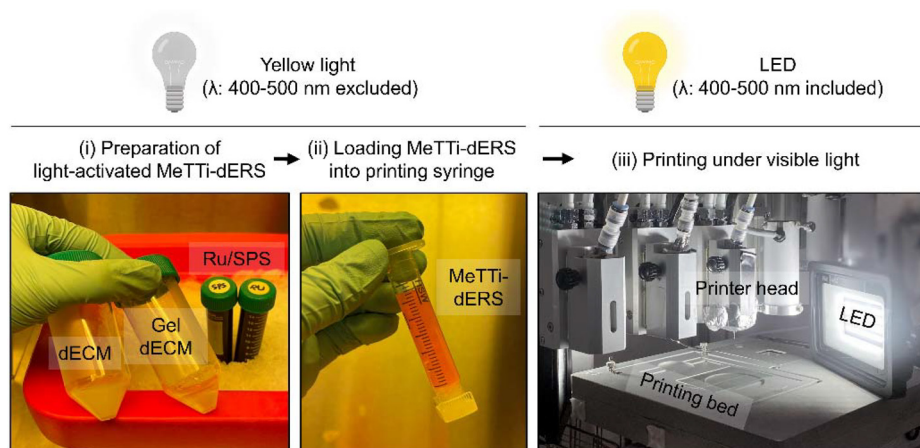 Yellow light
(λ: 400-500 nm excluded)
LED
(λ: 400-500 nm included)
(i) Preparation of
light-activated MeTTi-dERS
(ii) Loading MeTTi-dERS
into printing syringe
(iii) Printing under visible light
Ru/SPS
SPS
RU
dECM
Gel
dECM
MeTTi-
dERS
Printer head
LED
Printing bed